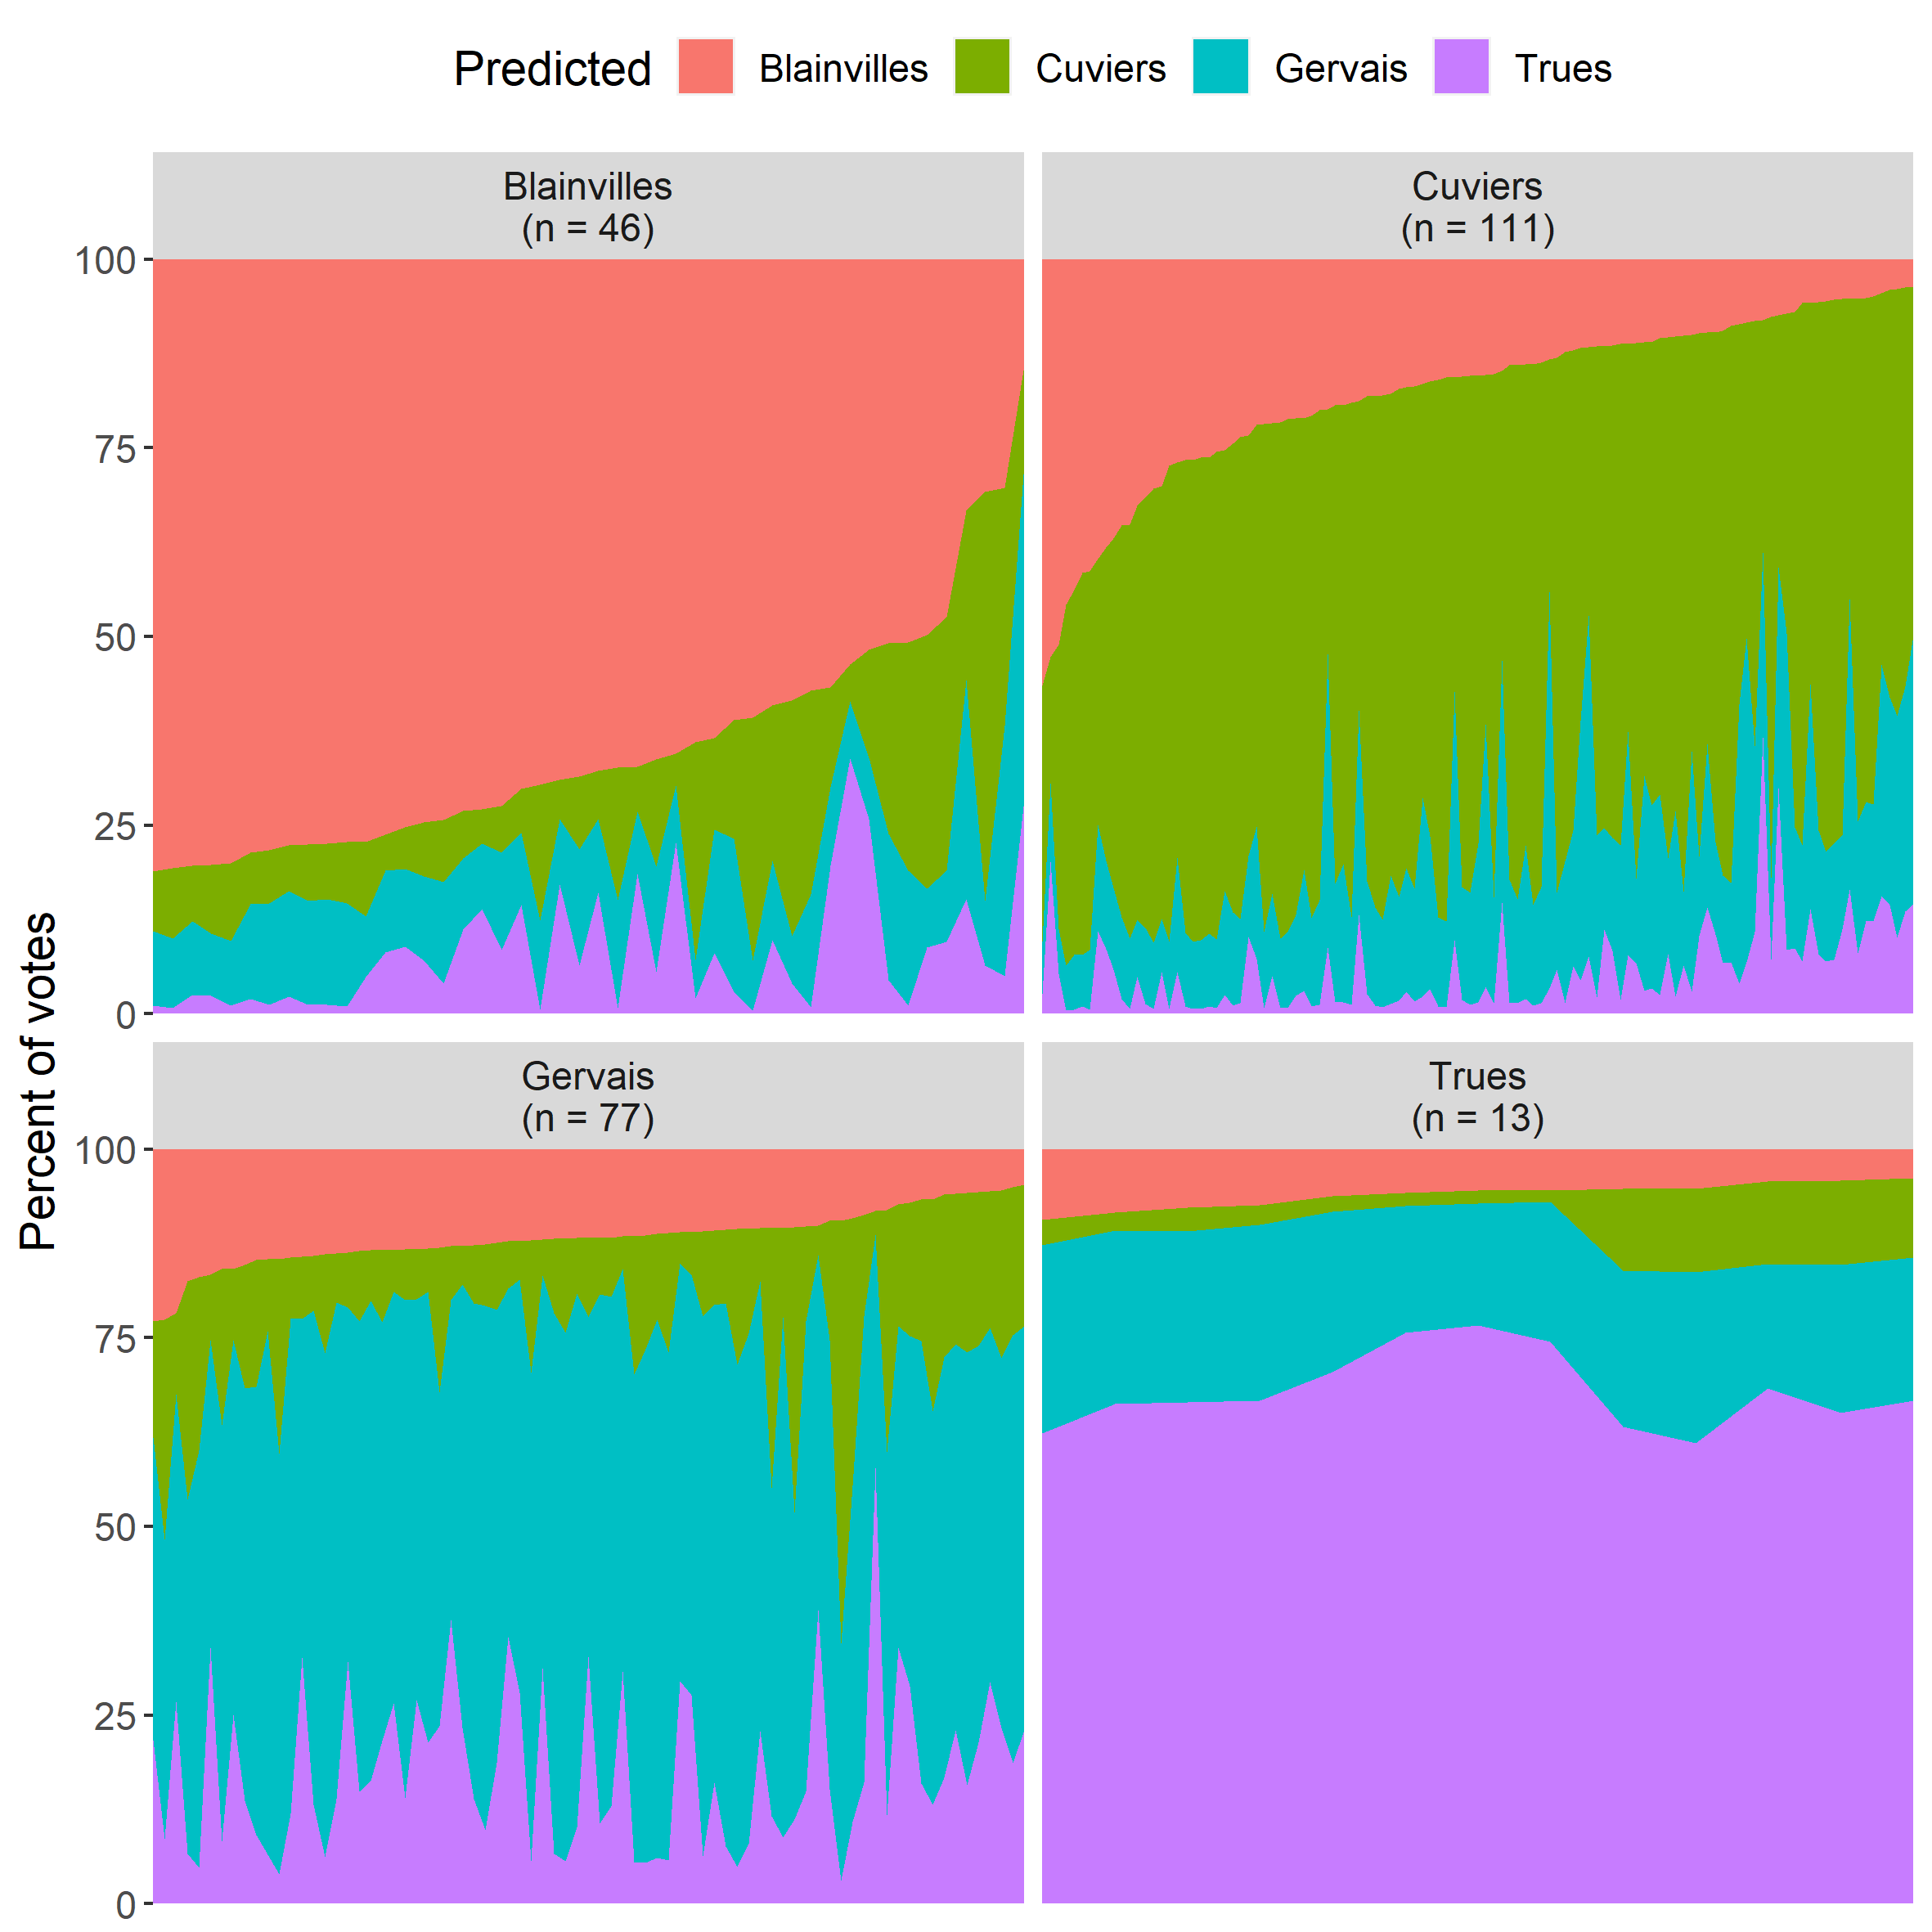 Predicted Blainvilles Cuviers Gervais Trues
Blainvilles
(n = 46)
Cuviers
(n = 111)
100
75
50
25
0
Gervais
(n = 77)
Trues
(n = 13)
100
75
50
25
0
Percent of votes